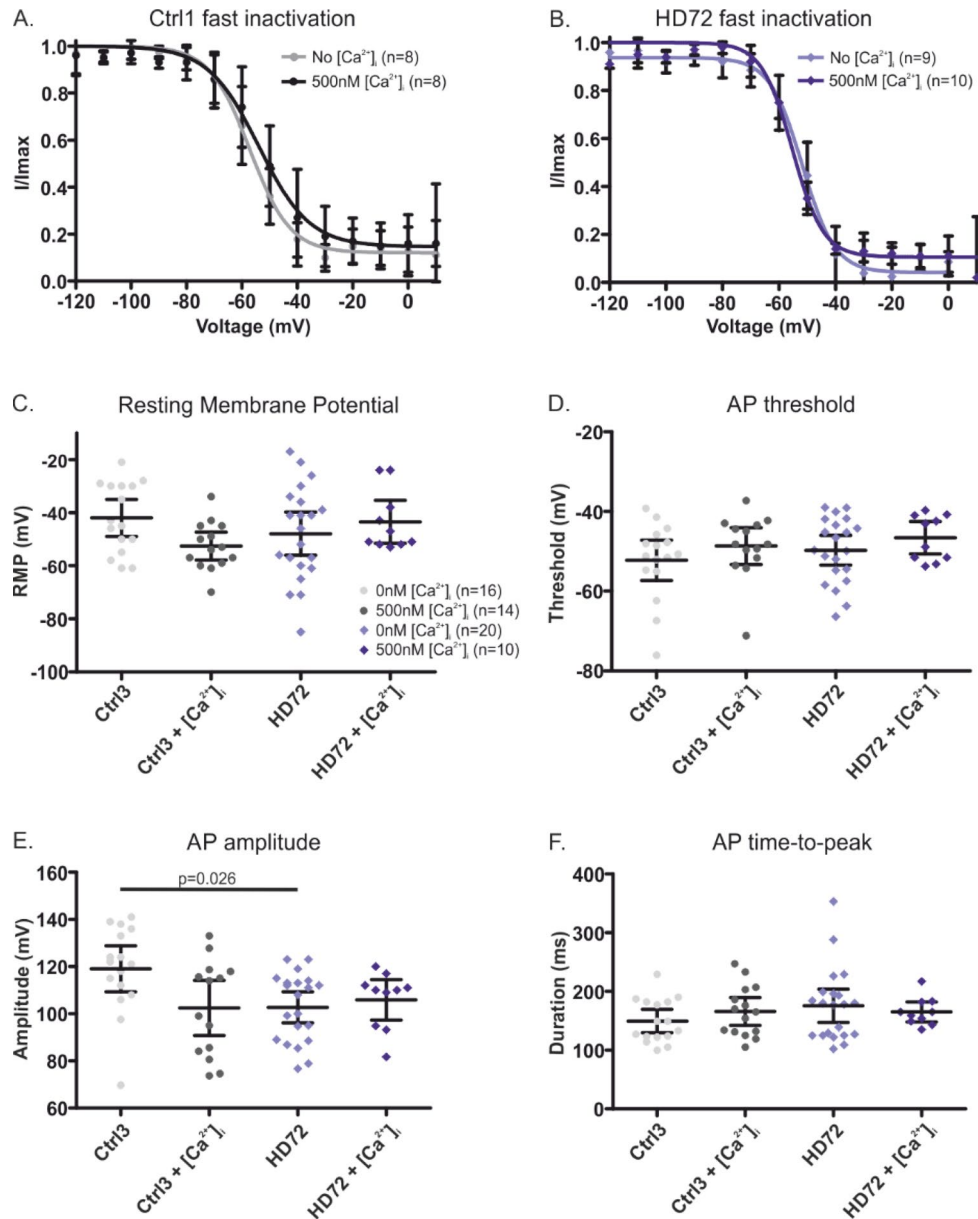 A. Ctrl1 fast inactivation
No [Ca²⁺]ᵢ (n=8)
500nM [Ca²⁺]ᵢ (n=8)
I/Imax
1.0
0.8
0.6
0.4
0.2
0.0
-120 -100 -80 -60 -40 -20 0
Voltage (mV)
B. HD72 fast inactivation
No [Ca²⁺]ᵢ (n=9)
500nM [Ca²⁺]ᵢ (n=10)
I/Imax
1.0
0.8
0.6
0.4
0.2
0.0
-120 -100 -80 -60 -40 -20 0
Voltage (mV)
C. Resting Membrane Potential
RMP (mV)
-20
-40
-60
-80
-100
0nM [Ca²⁺]ᵢ (n=16)
500nM [Ca²⁺]ᵢ (n=14)
0nM [Ca²⁺]ᵢ (n=20)
500nM [Ca²⁺]ᵢ (n=10)
Ctrl3
Ctrl3 + [Ca²⁺]ᵢ
HD72
HD72 + [Ca²⁺]ᵢ
D. AP threshold
Threshold (mV)
-20
-40
-60
-80
Ctrl3
Ctrl3 + [Ca²⁺]ᵢ
HD72
HD72 + [Ca²⁺]ᵢ
E. AP amplitude
p=0.026
Amplitude (mV)
160
140
120
100
80
60
Ctrl3
Ctrl3 + [Ca²⁺]ᵢ
HD72
HD72 + [Ca²⁺]ᵢ
F. AP time-to-peak
Duration (ms)
400
300
200
100
0
Ctrl3
Ctrl3 + [Ca²⁺]ᵢ
HD72
HD72 + [Ca²⁺]ᵢ